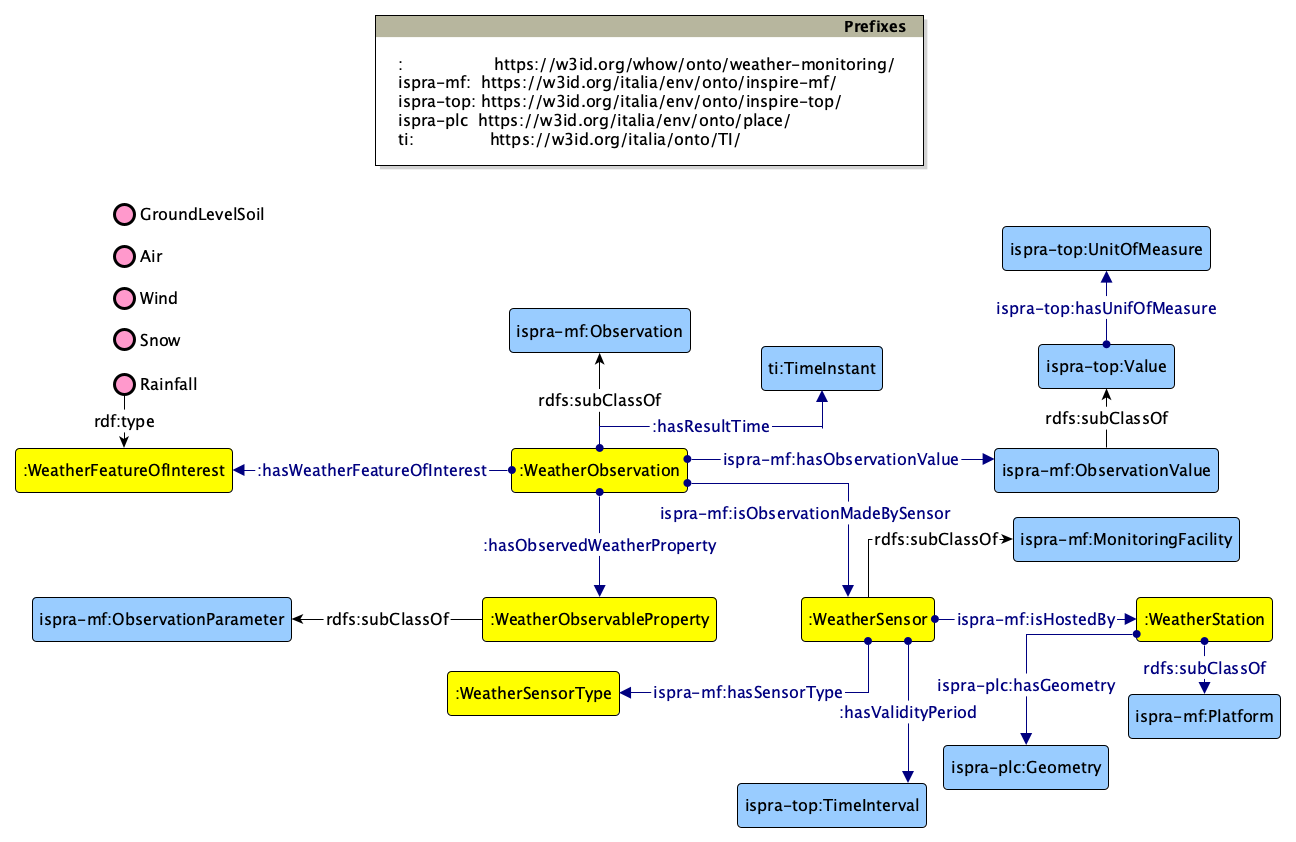 Prefixes
: https://w3id.org/whow/onto/weather-monitoring/
ispra-mf: https://w3id.org/italia/env/onto/inspire-mf/
ispra-top: https://w3id.org/italia/env/onto/inspire-top/
ispra-plc https://w3id.org/italia/env/onto/place/
ti: https://w3id.org/italia/onto/TI/
GroundLevelSoil
Air
Wind
Snow
Rainfall
rdf:type
:WeatherFeatureOfInterest
:hasWeatherFeatureOfInterest
:WeatherObservation
ispra-mf:Observation
rdfs:subClassOf
:hasResultTime
ti:TimeInstant
ispra-top:UnitOfMeasure
ispra-top:hasUnifOfMeasure
ispra-top:Value
rdfs:subClassOf
ispra-mf:hasObservationValue
ispra-mf:ObservationValue
ispra-mf:isObservationMadeBySensor
rdfs:subClassOf
ispra-mf:MonitoringFacility
:hasObservedWeatherProperty
ispra-mf:ObservationParameter
rdfs:subClassOf
:WeatherObservableProperty
:WeatherSensor
ispra-mf:isHostedBy
:WeatherStation
rdfs:subClassOf
ispra-plc:hasGeometry
:WeatherSensorType
ispra-mf:hasSensorType
:hasValidityPeriod
ispra-mf:Platform
ispra-plc:Geometry
ispra-top:TimeInterval